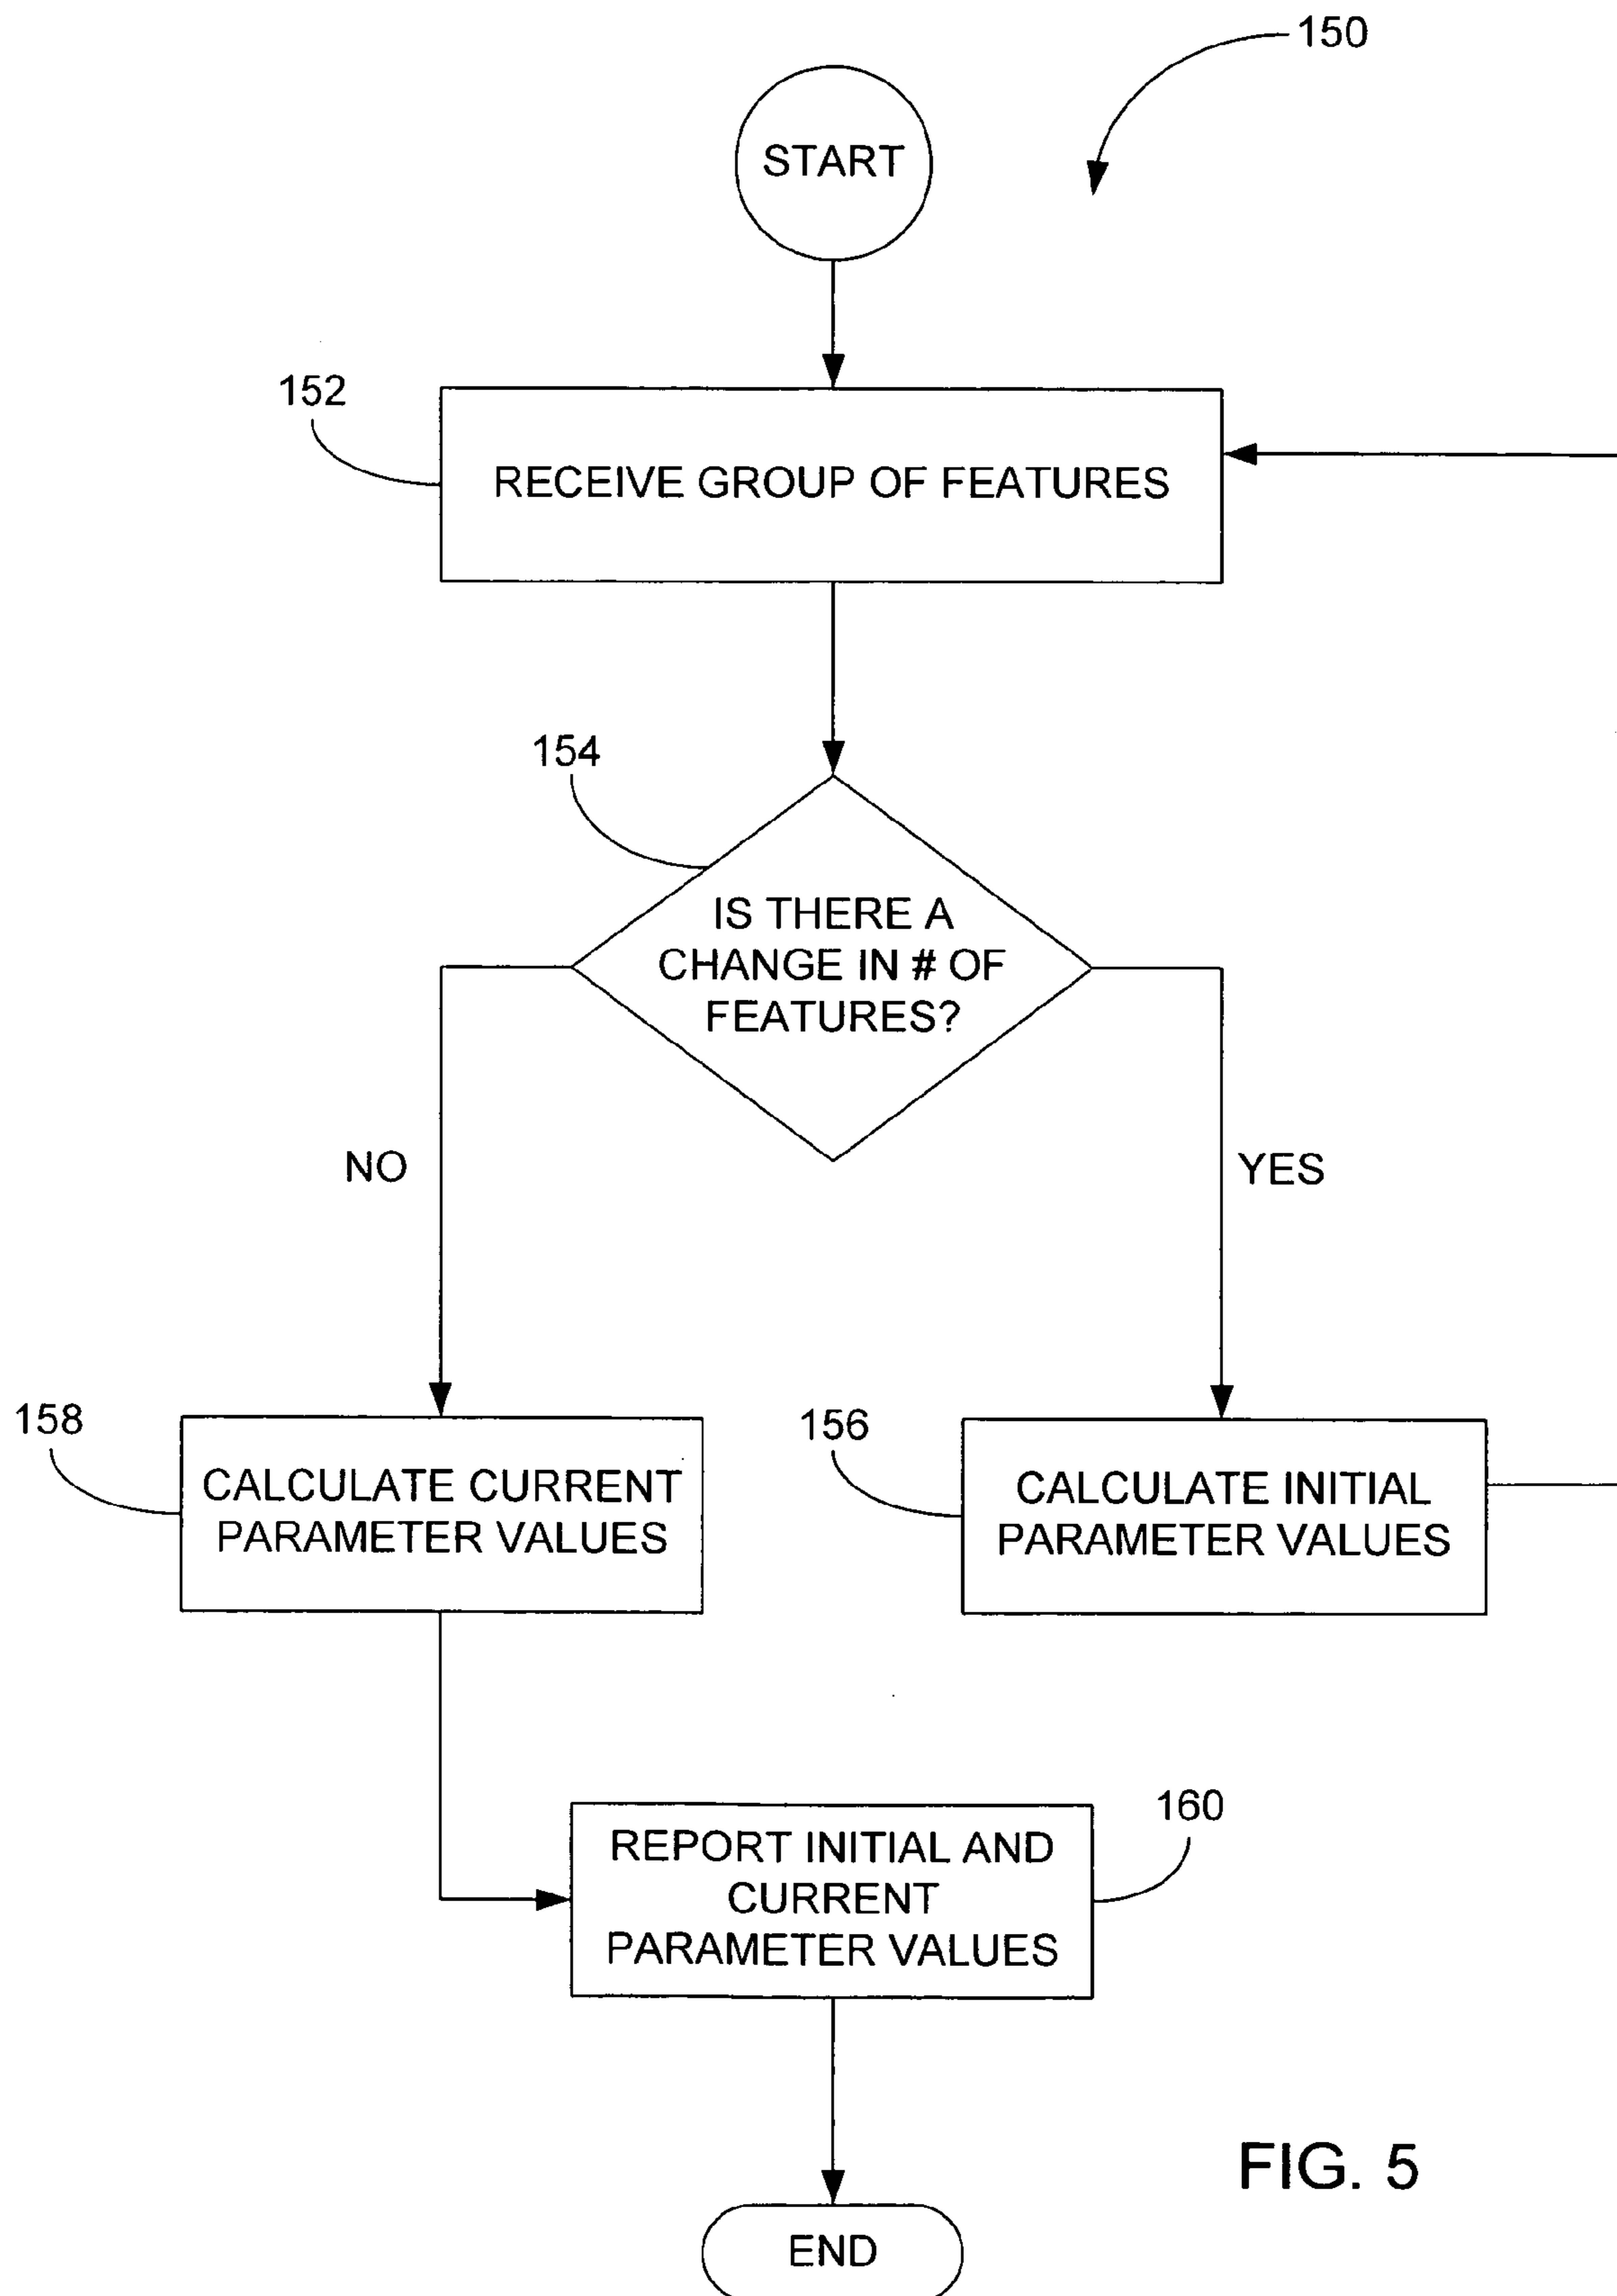 150
START
152
RECEIVE GROUP OF FEATURES
154
IS THERE A
CHANGE IN # OF
FEATURES?
NO
YES
158
CALCULATE CURRENT
PARAMETER VALUES
156
CALCULATE INITIAL
PARAMETER VALUES
160
REPORT INITIAL AND
CURRENT
PARAMETER VALUES
FIG. 5
END